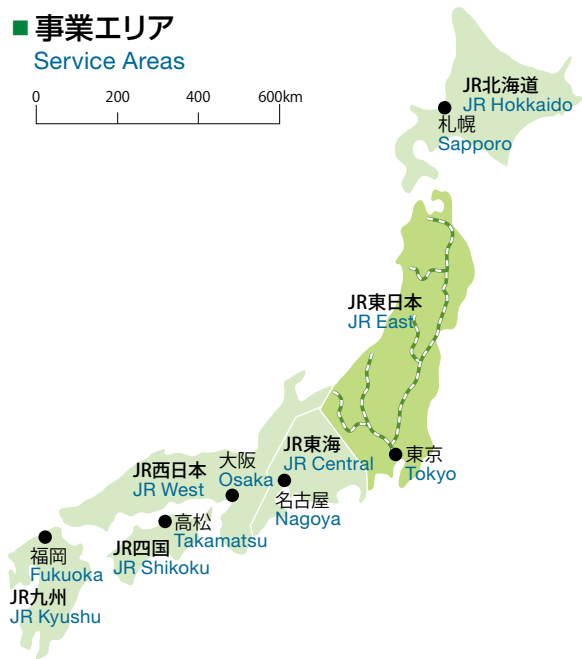 ■事業エリア
Service Areas
0 200 400 600km
JR北海道
JR Hokkaido
札幌
Sapporo
JR東日本
JR East
東京
Tokyo
JR東海
JR Central
名古屋
Nagoya
大阪
Osaka
JR西日本
JR West
高松
Takamatsu
JR四国
JR Shikoku
福岡
Fukuoka
JR九州
JR Kyushu